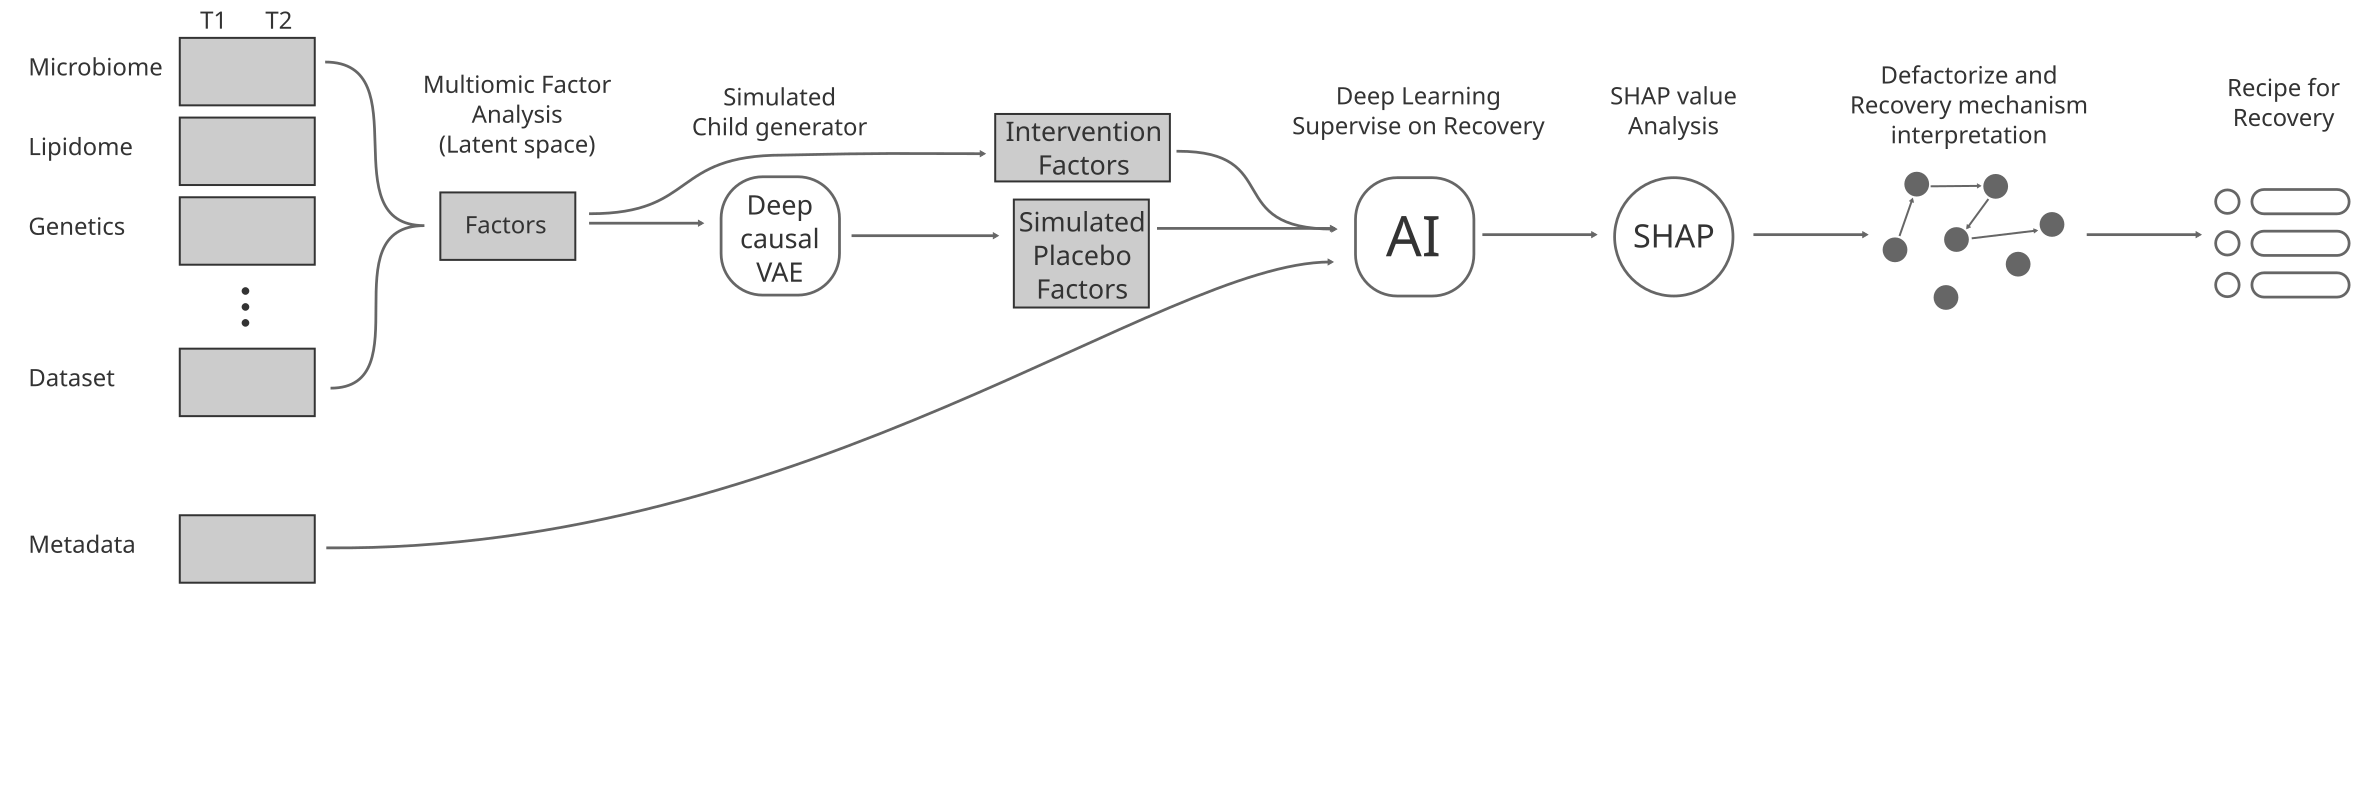 T1 T2
Microbiome
Lipidome
Genetics
Dataset
Metadata
Multiomic Factor
Analysis
(Latent space)
Factors
Simulated
Child generator
Deep
causal
VAE
Intervention
Factors
Simulated
Placebo
Factors
Deep Learning
Supervise on Recovery
AI
SHAP value
Analysis
SHAP
Defactorize and
Recovery mechanism
interpretation
Recipe for
Recovery